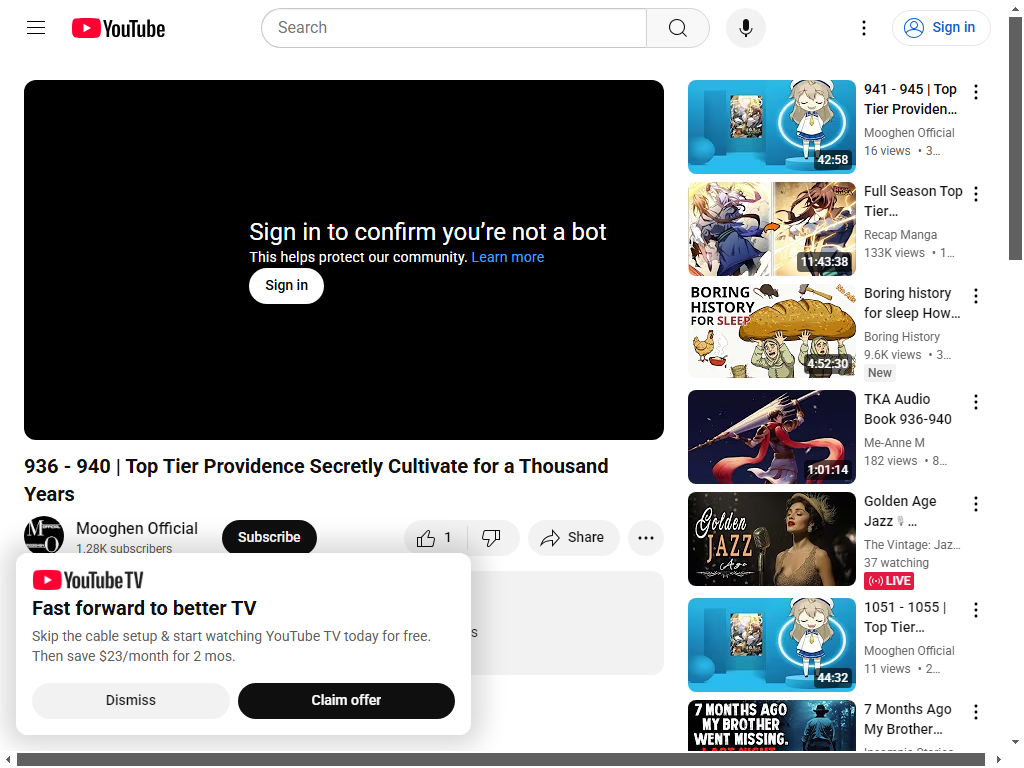 YouTube
Search
Sign in
Sign in to confirm you're not a bot
This helps protect our community. Learn more
Sign in
936 - 940 | Top Tier Providence Secretly Cultivate for a Thousand
Years
Mooghen Official
1.28K subscribers
Subscribe
1
Share
YouTube TV
Fast forward to better TV
Skip the cable setup & start watching YouTube TV today for free.
Then save $23/month for 2 mos.
Dismiss
Claim offer
s
42:58
941 - 945 | Top
Tier Providen...
Mooghen Official
16 views • 3...
11:43:38
Full Season Top
Tier...
Recap Manga
133K views • 1...
BORING
HISTORY
FOR SLEEP
4:52:30
Boring history
for sleep How...
Boring History
9.6K views • 3...
New
1:01:14
TKA Audio
Book 936-940
Me-Anne M
182 views • 8...
Golden
JAZZ
Age
Golden Age
Jazz 🎙...
The Vintage: Jaz...
37 watching
LIVE
44:32
1051 - 1055 |
Top Tier...
Mooghen Official
11 views • 2...
7 MONTHS AGO
MY BROTHER
WENT MISSING.
LAST NIGHT
7 Months Ago
My Brother...